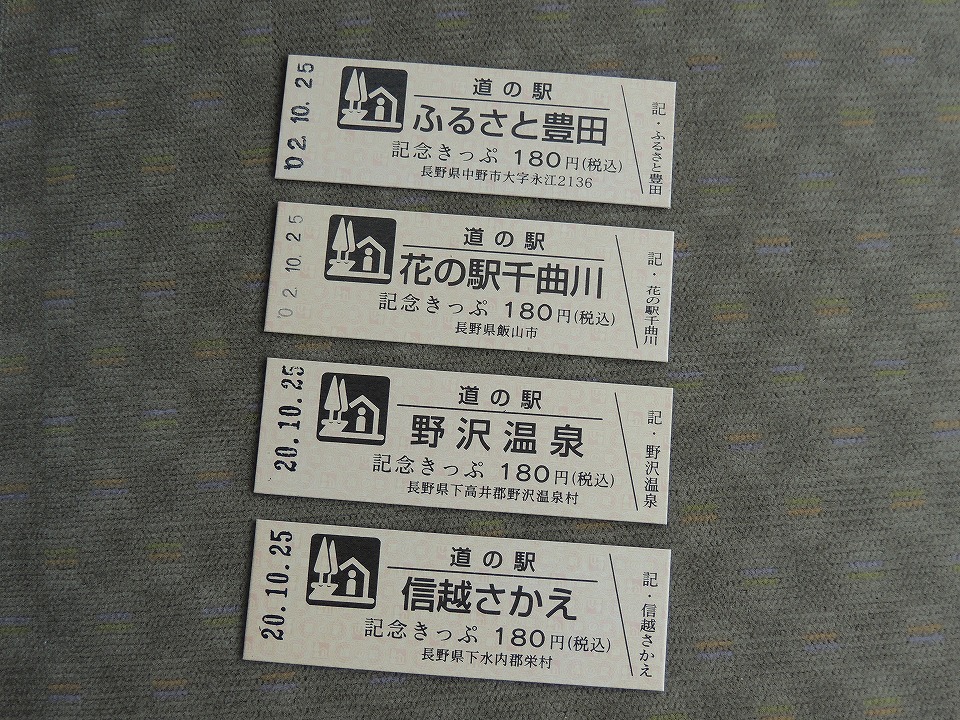 02.10.25
道の駅
ふるさと豊田
記念きっぷ 180円(税込)
長野県中野市大字永江2136
記・ふるさと豊田
02.10.25
道の駅
花の駅千曲川
記念きっぷ 180円(税込)
長野県飯山市
記・花の駅千曲川
20.10.25
道の駅
野沢温泉
記念きっぷ 180円(税込)
長野県下高井郡野沢温泉村
記・野沢温泉
20.10.25
道の駅
信越さかえ
記念きっぷ 180円(税込)
長野県下水内郡栄村
記・信越さかえ